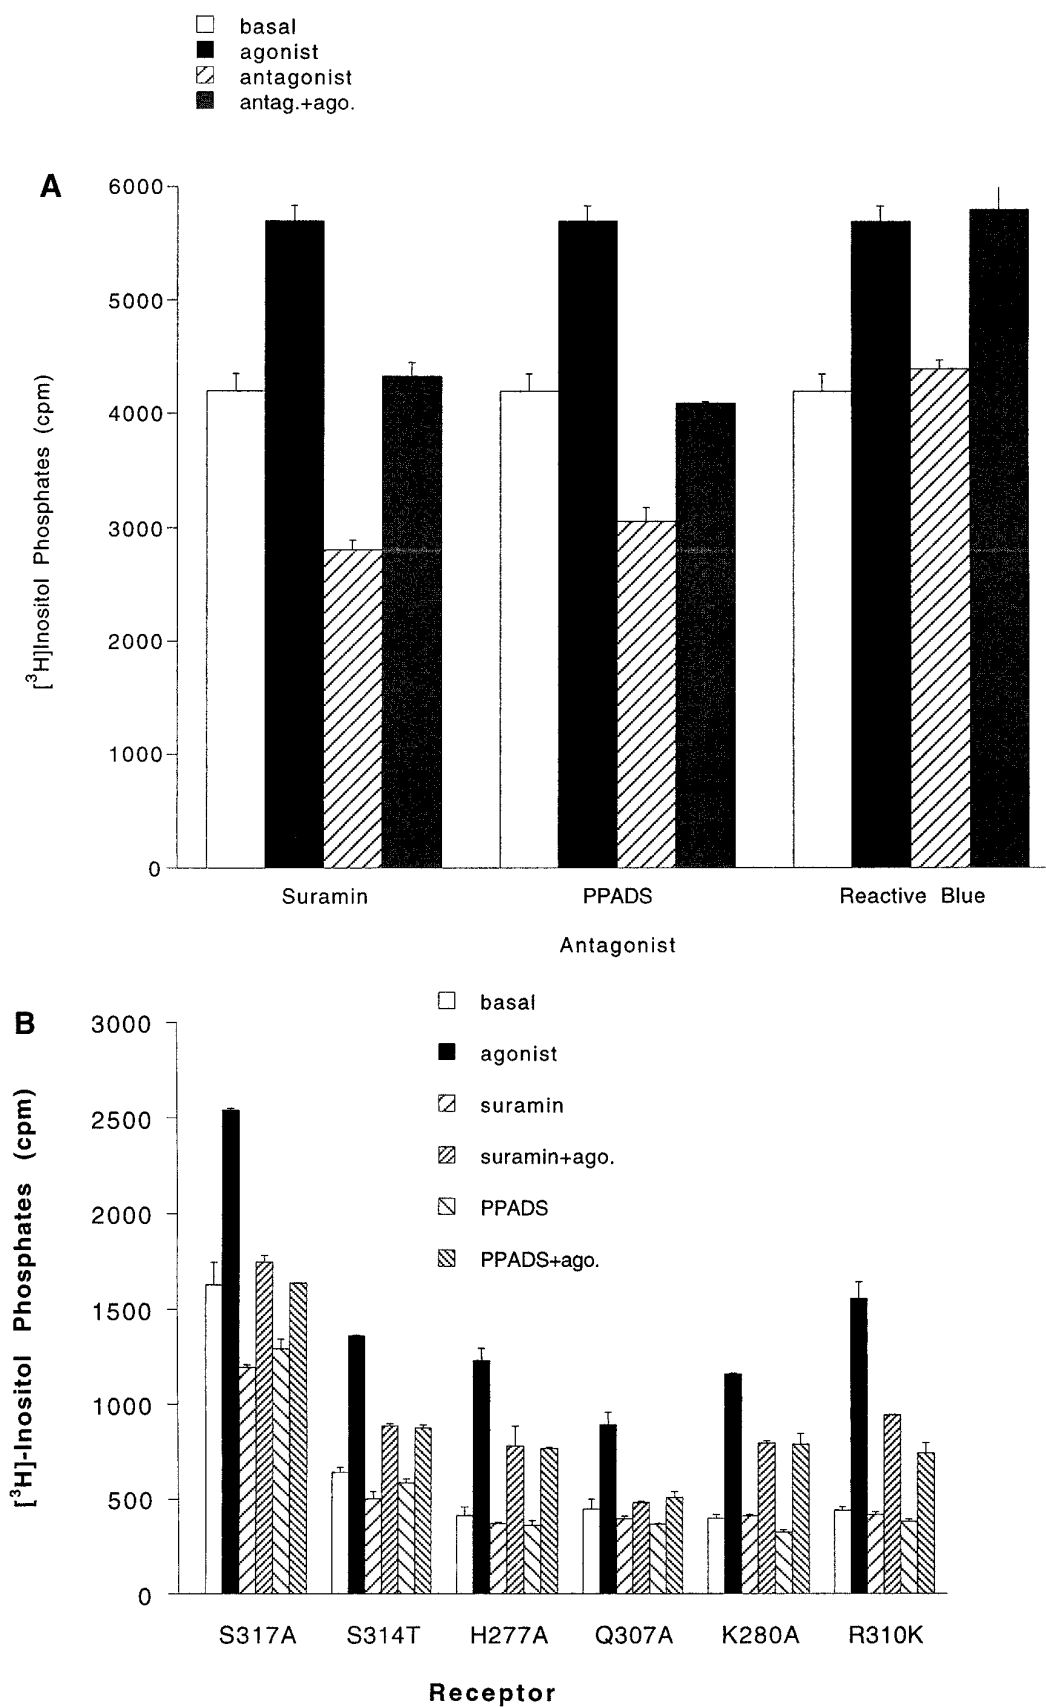 basal
agonist
antagonist
antag.+ago.
A
6000
5000
4000
3000
2000
1000
0
[3H]Inositol Phosphates (cpm)
Suramin PPADS Reactive Blue
Antagonist
B
basal
agonist
suramin
suramin+ago.
PPADS
PPADS+ago.
3000
2500
2000
1500
1000
500
0
[3H]-Inositol Phosphates (cpm)
S317A S314T H277A Q307A K280A R310K
Receptor